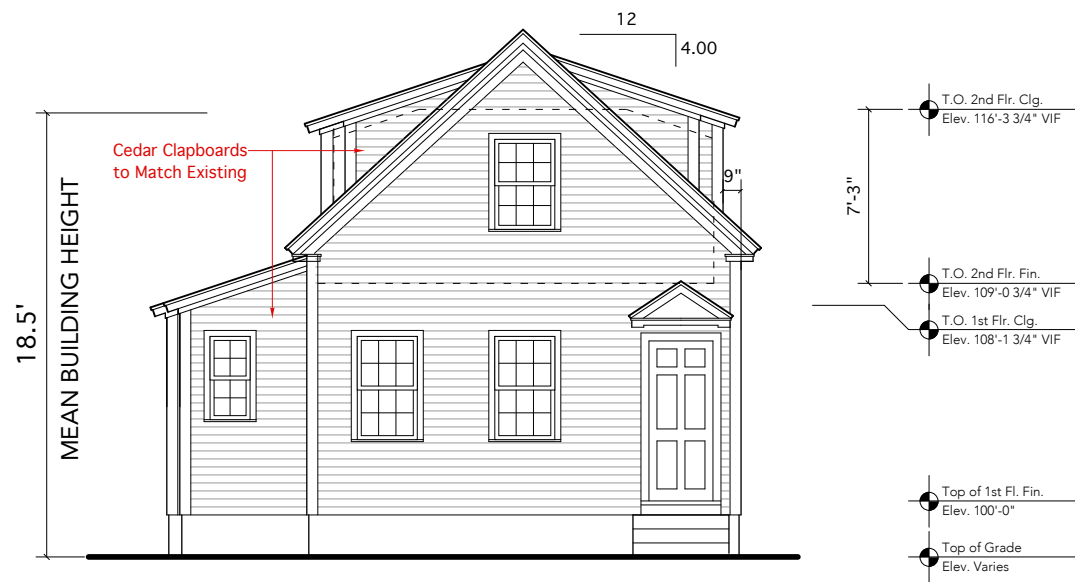 12
4.00
T.O. 2nd Flr. Clg.
Elev. 116'-3 3/4" VIF
Cedar Clapboards
to Match Existing
9"
7'-3"
18.5'
MEAN BUILDING HEIGHT
T.O. 2nd Flr. Fin.
Elev. 109'-0 3/4" VIF
T.O. 1st Flr. Clg.
Elev. 108'-1 3/4" VIF
Top of 1st Fl. Fin.
Elev. 100'-0"
Top of Grade
Elev. Varies